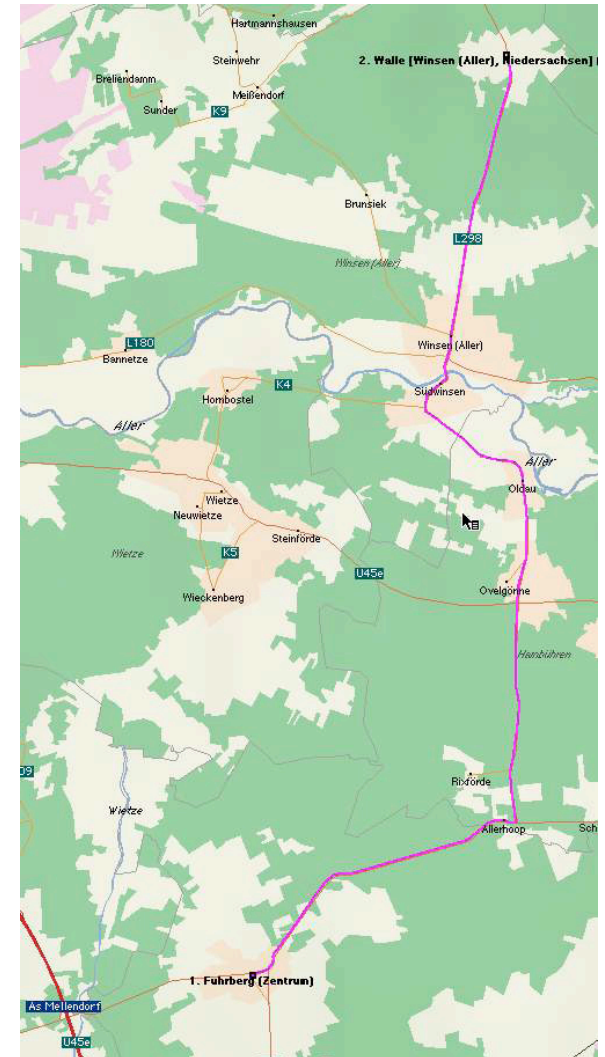 Hartmannshausen
Steinwehr
2. Walle [Winsen (Aller), Niedersachsen]
Breliendamm
Meißendorf
Sunder
K9
Brunsiek
L298
Winsen (Aller)
Winsen (Aller)
L180
Bannetze
Südwinsen
K4
Hornbostel
Aller
Aller
Oldau
Wietze
Neuwietze
Steinförde
Wietze
K5
U45e
Ovelgönne
Wieckenberg
Hambühren
Rixförde
09
Wietze
Allerhoop
Sch
1. Fuhrberg (Zentrum)
As Mellendorf
U45e